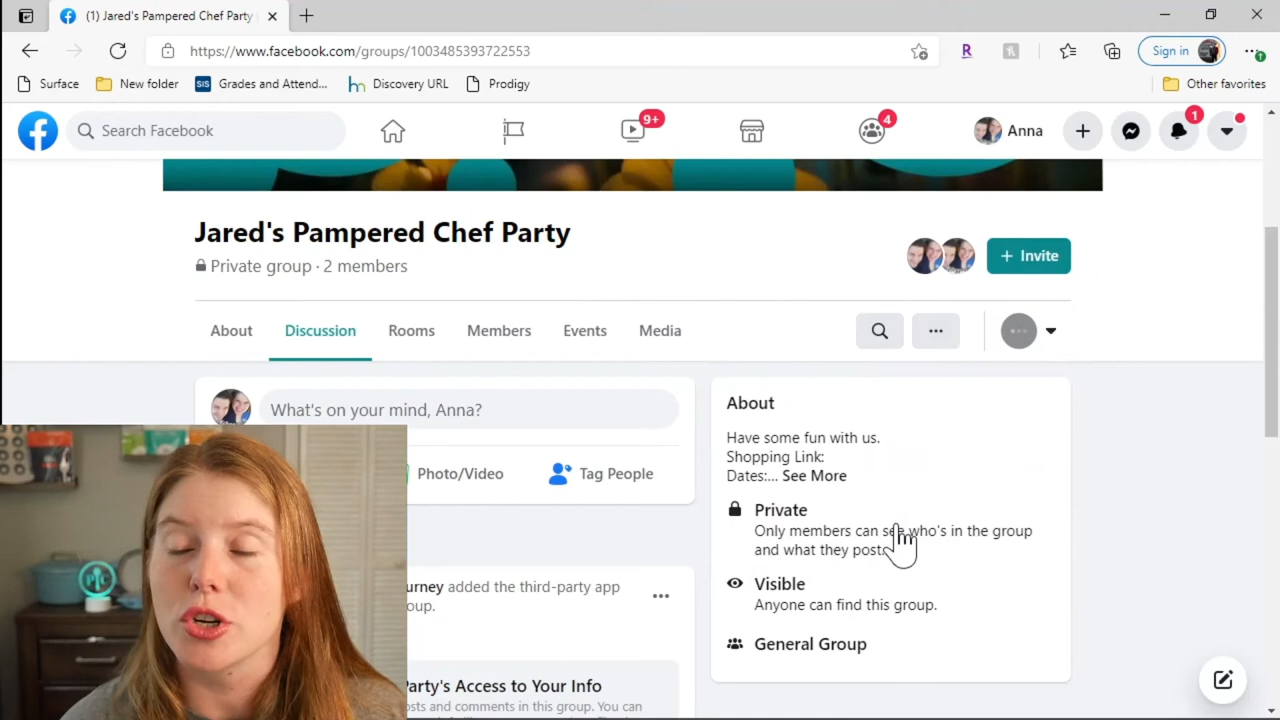 (1) Jared's Pampered Chef Party
https://www.facebook.com/groups/1003485393722553
R
h
Sign in
Surface
New folder
SIS Grades and Attend...
Discovery URL
Prodigy
Other favorites
Search Facebook
9+
4
Anna
1
Jared's Pampered Chef Party
Private group · 2 members
+ Invite
About
Discussion
Rooms
Members
Events
Media
What's on your mind, Anna?
Photo/Video
Tag People
About
Have some fun with us.
Shopping Link:
Dates:... See More
Private
Only members can see who's in the group
and what they post.
Visible
Anyone can find this group.
General Group
urney added the third-party app
oup.
Party's Access to Your Info
osts and comments in this group. You can
PC